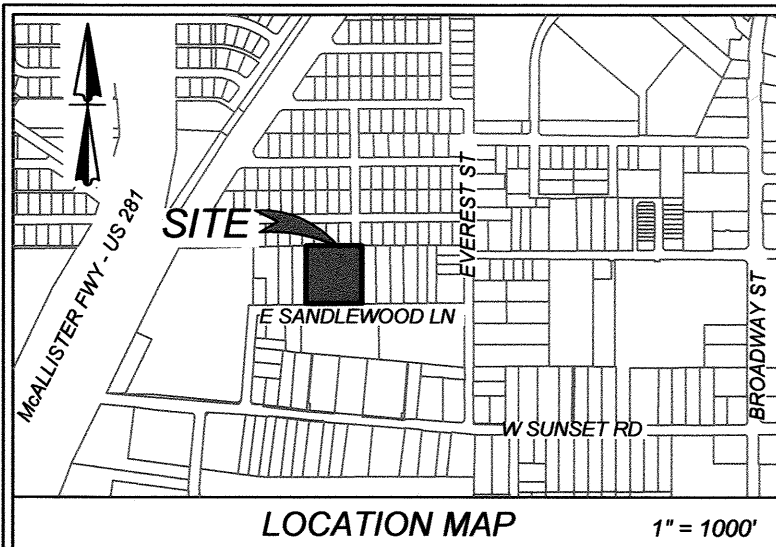 McALLISTER FWY - US 281
SITE
EVEREST ST
E SANDLEWOOD LN
BROADWAY ST
W SUNSET RD
LOCATION MAP
1" = 1000'